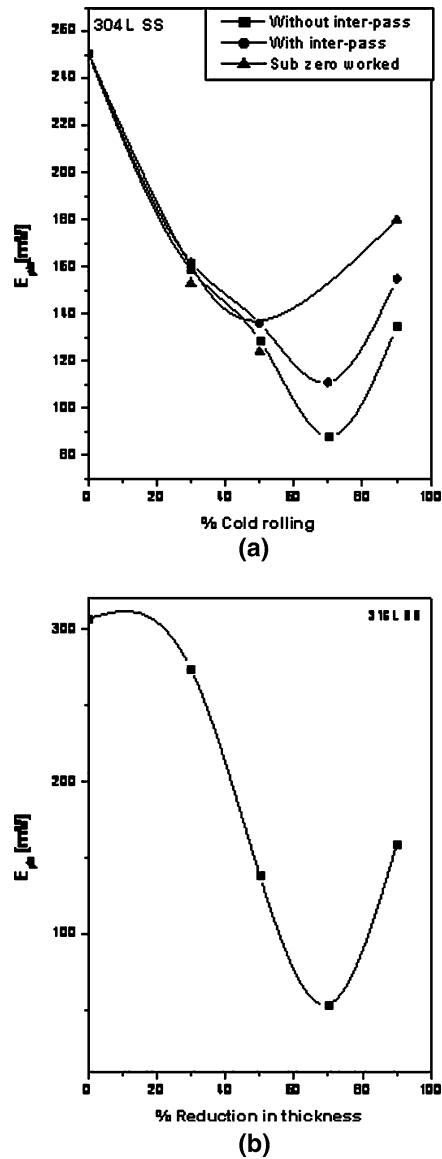 304L SS
Without inter-pass
With inter-pass
Sub zero worked
260
240
220
200
180
160
140
120
100
80
0 20 40 60 80 100
% Cold rolling
(a)
300
200
100
0 20 40 60 80 100
% Reduction in thickness
(b)